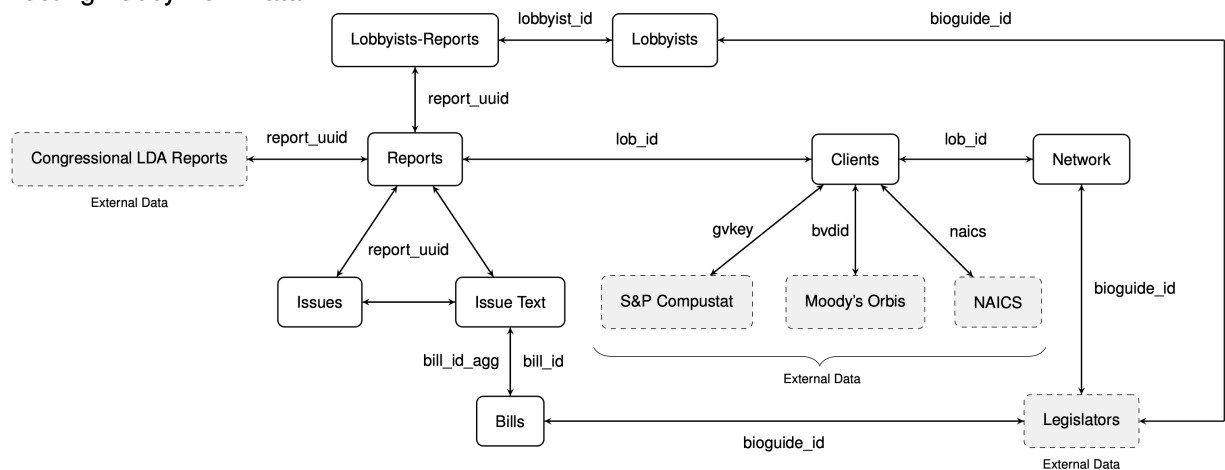 lobbyist_id
bioguide_id
Lobbyists-Reports
Lobbyists
report_uuid
report_uuid
lob_id
lob_id
Congressional LDA Reports
Reports
Clients
Network
External Data
gvkey
bvdid
naics
report_uuid
bioguide_id
Issues
Issue Text
S&P Compustat
Moody's Orbis
NAICS
bill_id_agg
bill_id
External Data
Bills
Legislators
bioguide_id
External Data